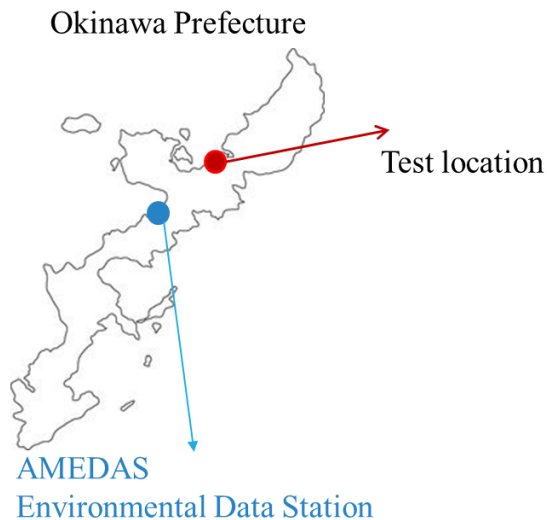 Okinawa Prefecture
Test location
AMEDAS
Environmental Data Station